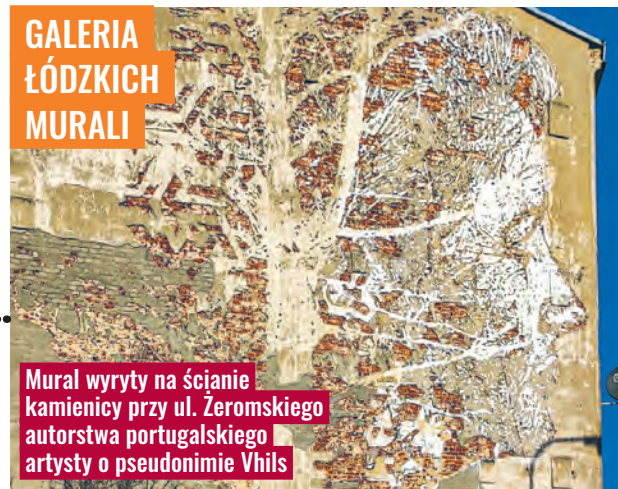 GALERIA
ŁÓDZKICH
MURALI
Mural wyryty na ścianie
kamienicy przy ul. Żeromskiego
autorstwa portugalskiego
artysty o pseudonimie Vhils